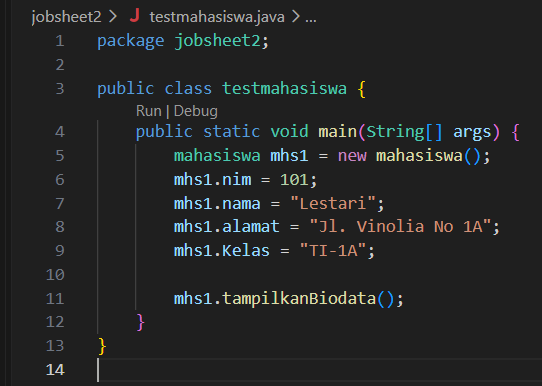 jobsheet2 > J testmahasiswa.java > ...
1 package jobsheet2;
2
3 public class testmahasiswa {
Run | Debug
4 public static void main(String[] args) {
5 mahasiswa mhs1 = new mahasiswa();
6 mhs1.nim = 101;
7 mhs1.nama = "Lestari";
8 mhs1.alamat = "Jl. Vinolia No 1A";
9 mhs1.Kelas = "TI-1A";
10
11 mhs1.tampilkanBiodata();
12 }
13 }
14